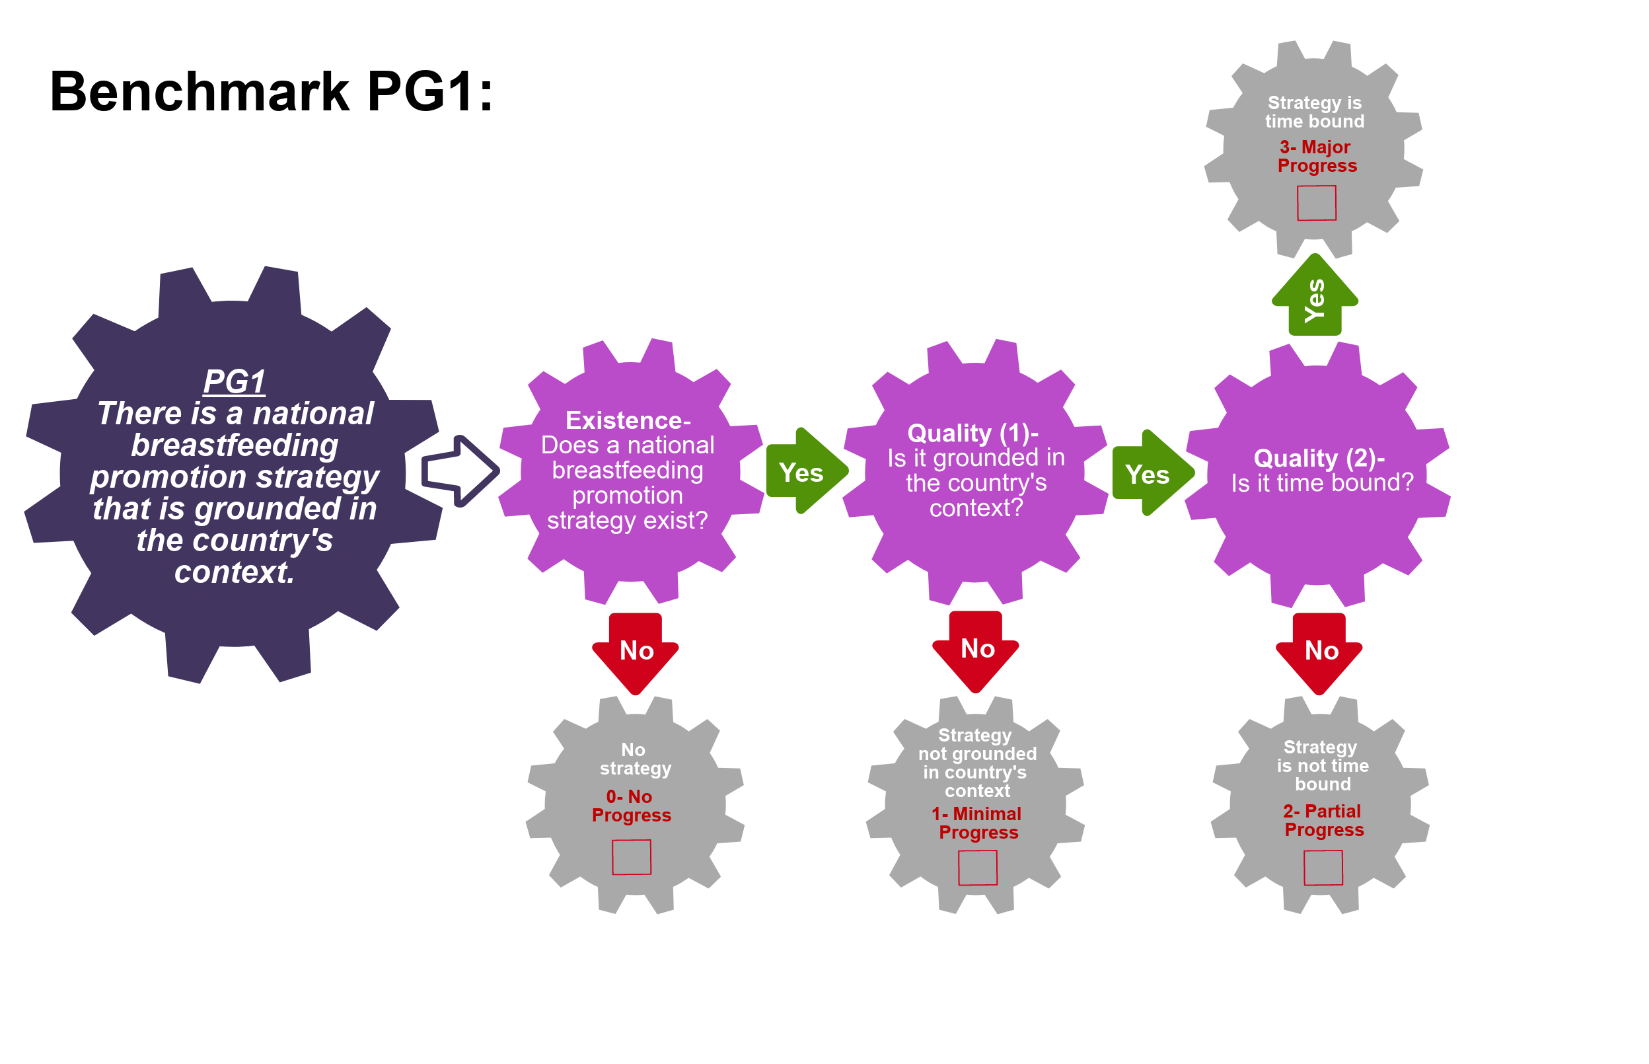 Benchmark PG1:
PG1
There is a national
breastfeeding
promotion strategy
that is grounded in
the country's
context.
Existence-
Does a national
breastfeeding
promotion
strategy exist?
Yes
Quality (1)-
Is it grounded in
the country's
context?
Yes
Quality (2)-
Is it time bound?
Yes
Strategy is
time bound
3- Major
Progress
No
No
strategy
0- No
Progress
No
Strategy
not grounded
in country's
context
1- Minimal
Progress
No
Strategy
is not time
bound
2- Partial
Progress